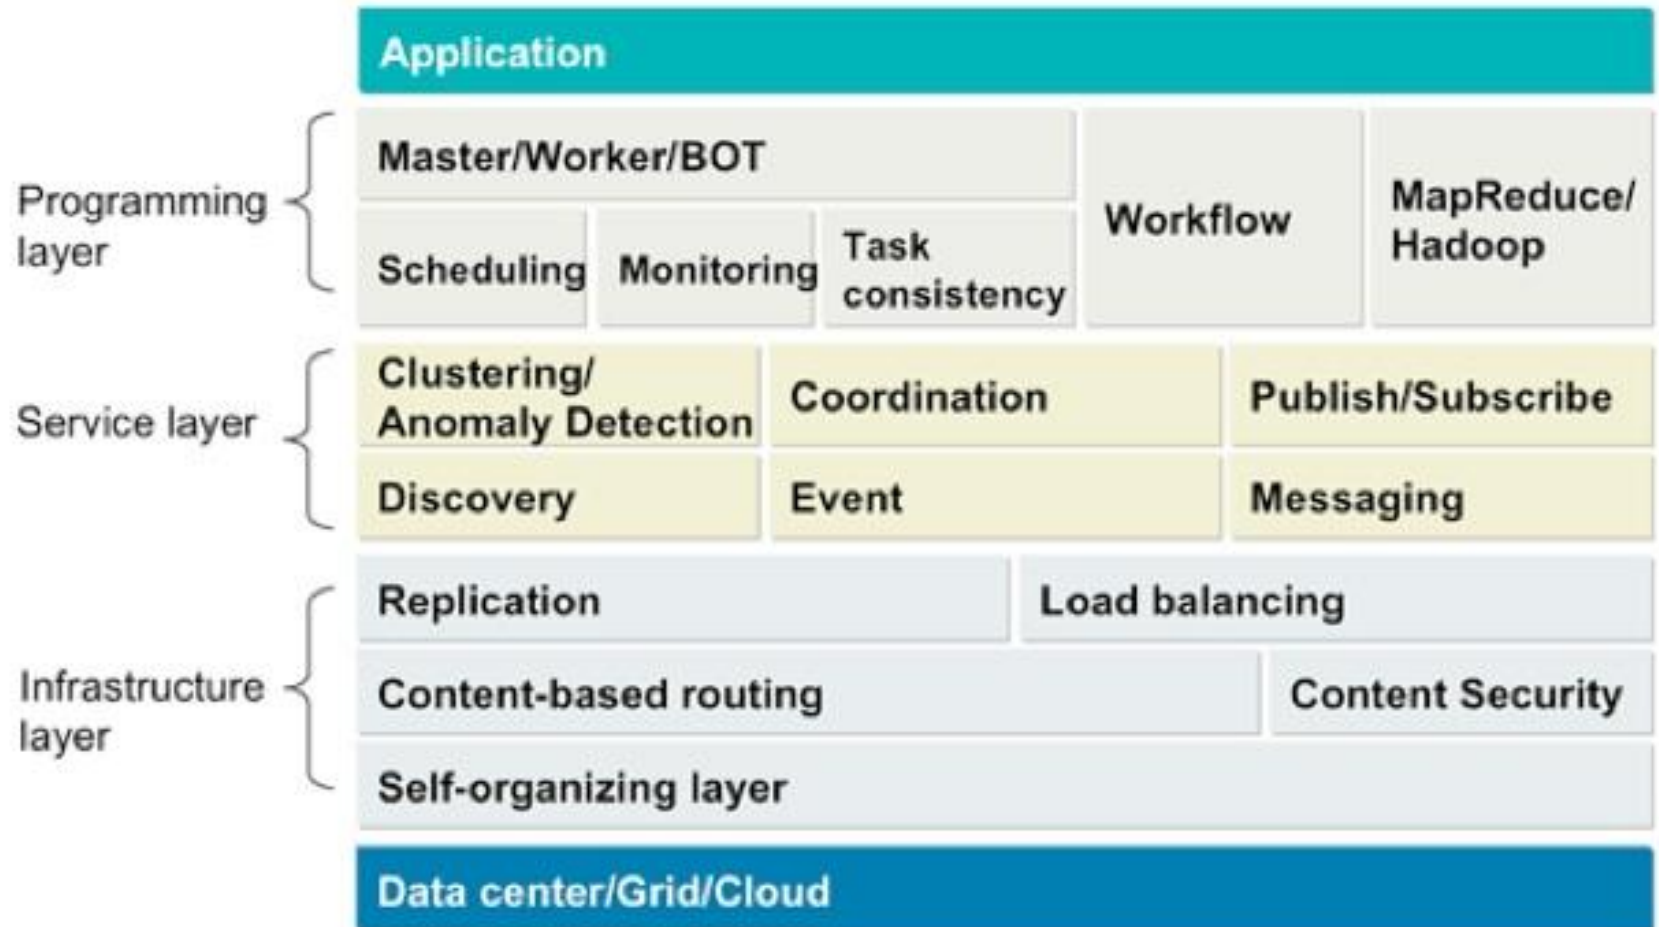 Application
Programming
layer
Master/Worker/BOT
Scheduling
Monitoring
Task
consistency
Workflow
MapReduce/
Hadoop
Service layer
Clustering/
Anomaly Detection
Coordination
Publish/Subscribe
Discovery
Event
Messaging
Infrastructure
layer
Replication
Load balancing
Content-based routing
Content Security
Self-organizing layer
Data center/Grid/Cloud